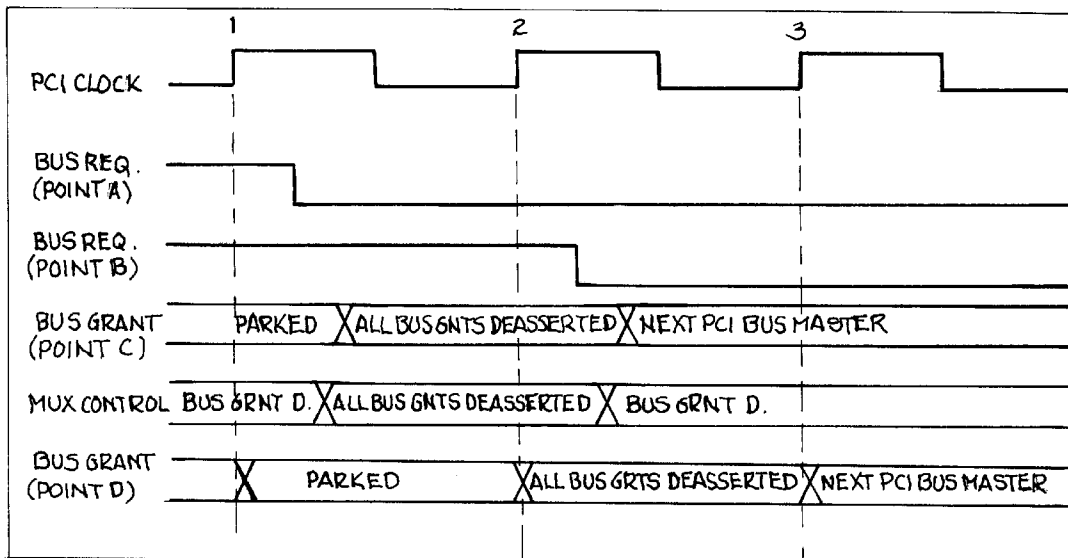 1 2 3
PCI CLOCK
BUS REQ.
(POINT A)
BUS REQ.
(POINT B)
BUS GRANT
(POINT C)
PARKED ALL BUS GNTS DEASSERTED NEXT PCI BUS MASTER
MUX CONTROL BUS GRNT D. ALL BUS GNTS DEASSERTED BUS GRNT D.
BUS GRANT
(POINT D)
PARKED ALL BUS GRTS DEASSERTED NEXT PCI BUS MASTER